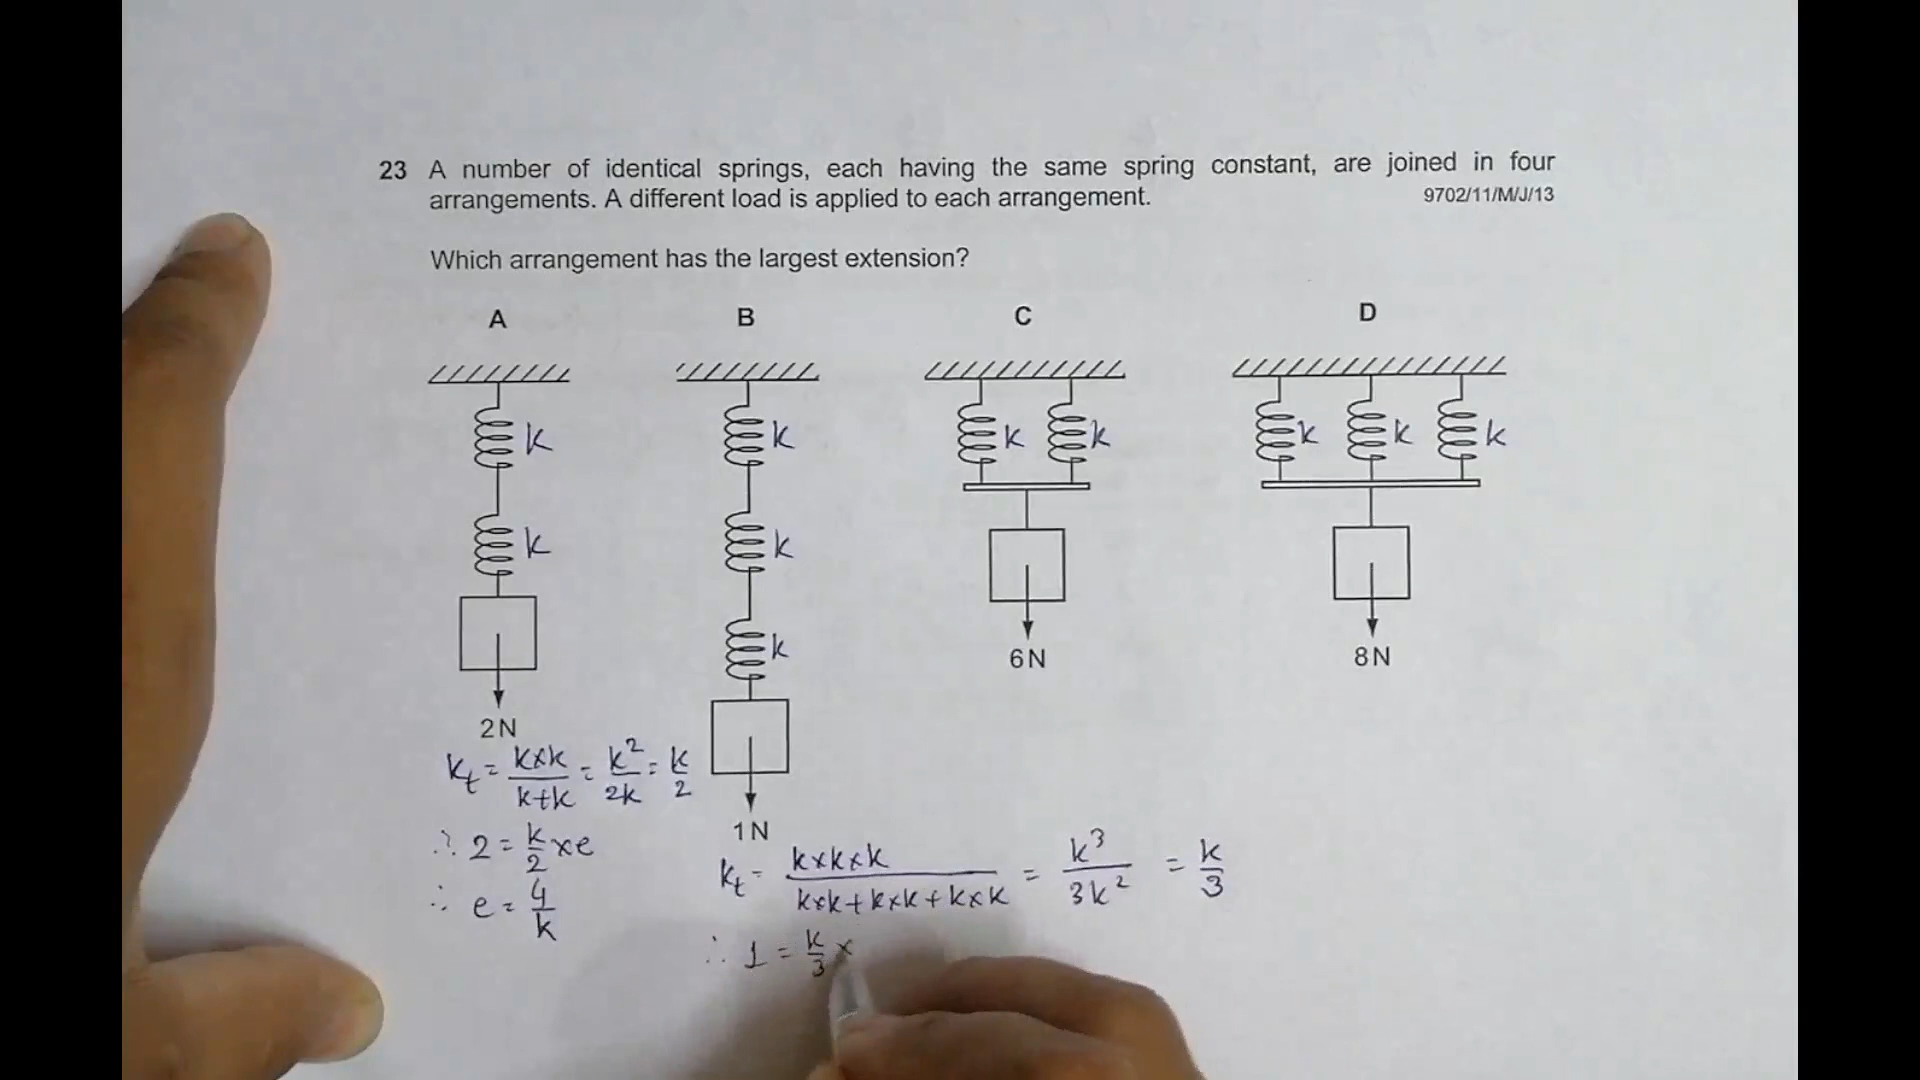 23 A number of identical springs, each having the same spring constant, are joined in four
arrangements. A different load is applied to each arrangement. 9702/11/M/J/13
Which arrangement has the largest extension?
A B C D
k k k k k k k
k k
k
2N
1N
6N
8N
kt = k×k / k+k = k² / 2k = k / 2
∴ 2 = k/2 × e
∴ e = 4/k
kt = k×k×k / k×k + k×k + k×k = k³ / 3k² = k / 3
∴ 1 = k/3 ×